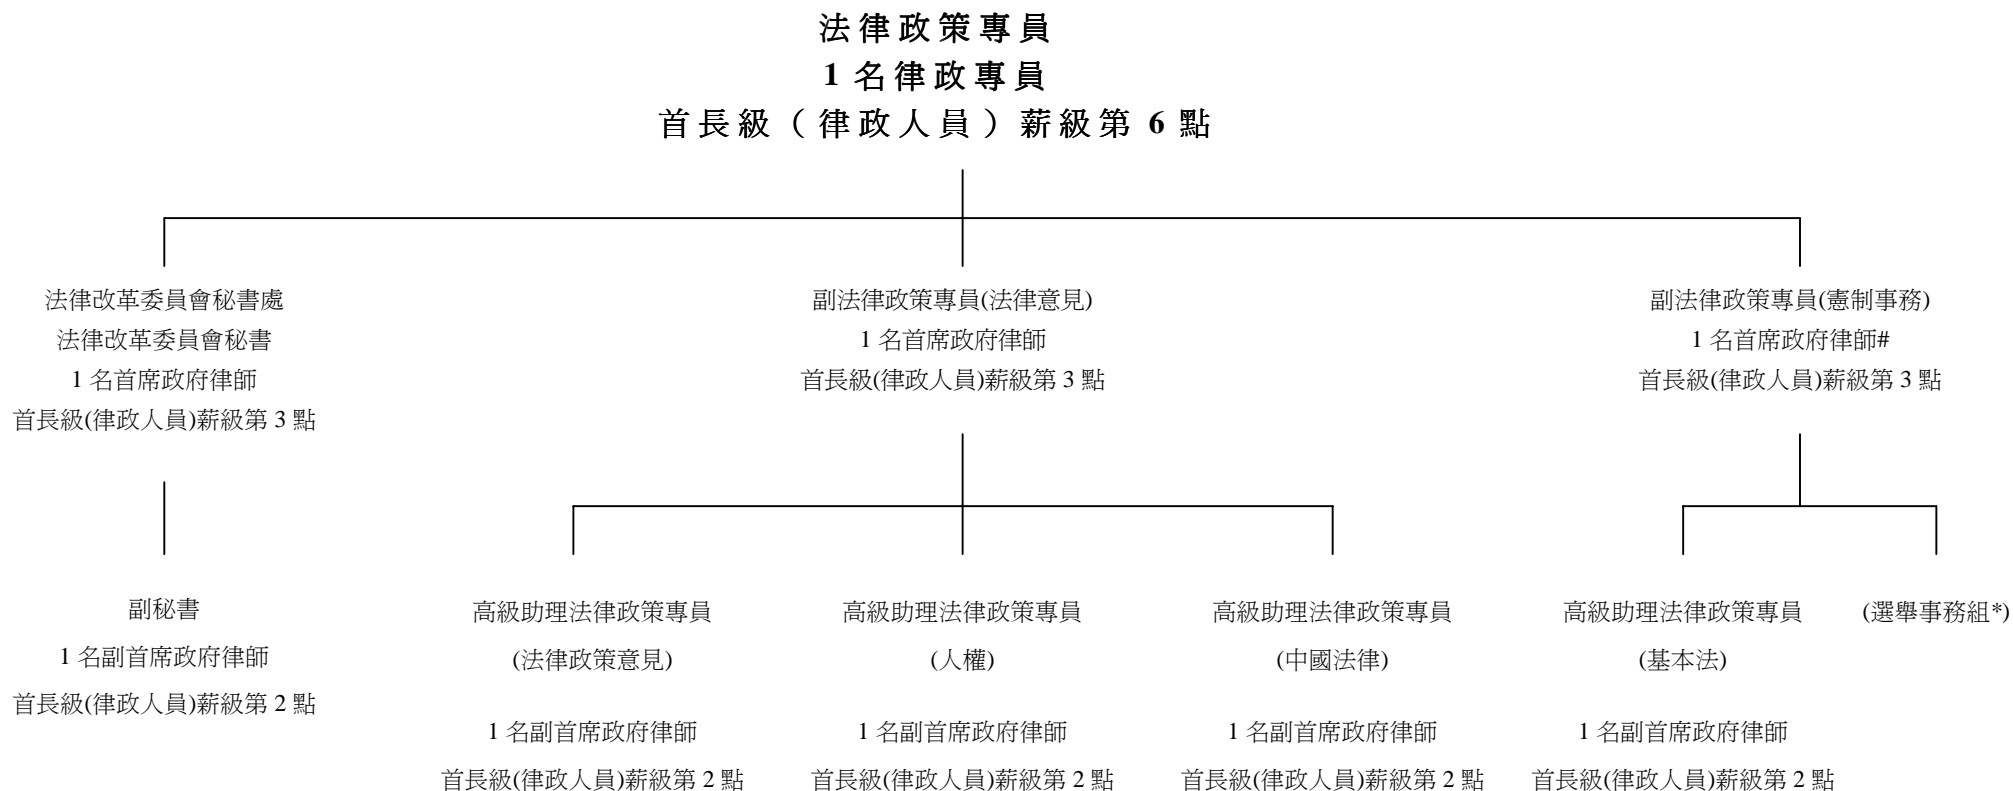 法律政策專員
1 名律政專員
首長級（律政人員）薪級第 6 點
法律改革委員會秘書處
法律改革委員會秘書
1 名首席政府律師
首長級(律政人員)薪級第 3 點
副法律政策專員(法律意見)
1 名首席政府律師
首長級(律政人員)薪級第 3 點
副法律政策專員(憲制事務)
1 名首席政府律師#
首長級(律政人員)薪級第 3 點
副秘書
1 名副首席政府律師
首長級(律政人員)薪級第 2 點
高級助理法律政策專員
(法律政策意見)
1 名副首席政府律師
首長級(律政人員)薪級第 2 點
高級助理法律政策專員
(人權)
1 名副首席政府律師
首長級(律政人員)薪級第 2 點
高級助理法律政策專員
(中國法律)
1 名副首席政府律師
首長級(律政人員)薪級第 2 點
高級助理法律政策專員
(基本法)
1 名副首席政府律師
首長級(律政人員)薪級第 2 點
(選舉事務組*)